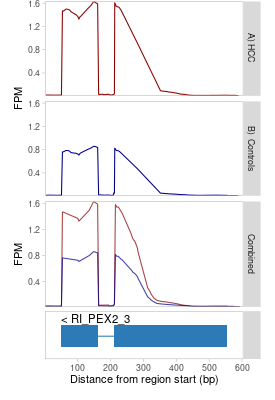 1.6
1.2
0.8
0.4
A) HCC
FPM
1.6
1.2
0.8
0.4
B) Controls
1.6
1.2
0.8
0.4
Combined
FPM
< RI_PEX2_3
100 200 300 400 500 600
Distance from region start (bp)